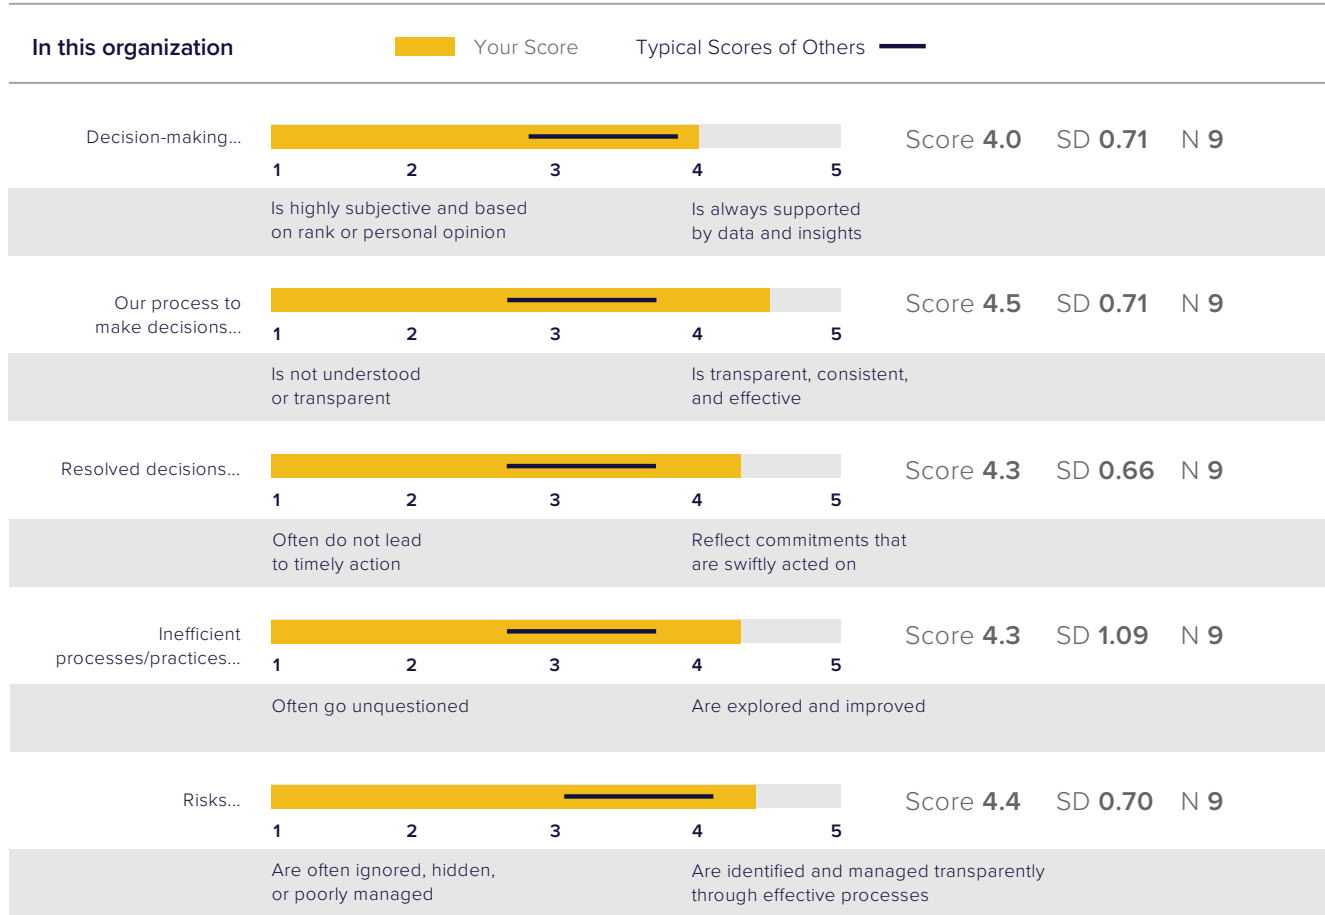 In this organization Your Score Typical Scores of Others
Decision-making... Score 4.0 SD 0.71 N 9
1 2 3 4 5
Is highly subjective and based
on rank or personal opinion
Is always supported
by data and insights
Our process to
make decisions...
Score 4.5 SD 0.71 N 9
1 2 3 4 5
Is not understood
or transparent
Is transparent, consistent,
and effective
Resolved decisions... Score 4.3 SD 0.66 N 9
1 2 3 4 5
Often do not lead
to timely action
Reflect commitments that
are swiftly acted on
Inefficient
processes/practices...
Score 4.3 SD 1.09 N 9
1 2 3 4 5
Often go unquestioned
Are explored and improved
Risks... Score 4.4 SD 0.70 N 9
1 2 3 4 5
Are often ignored, hidden,
or poorly managed
Are identified and managed transparently
through effective processes